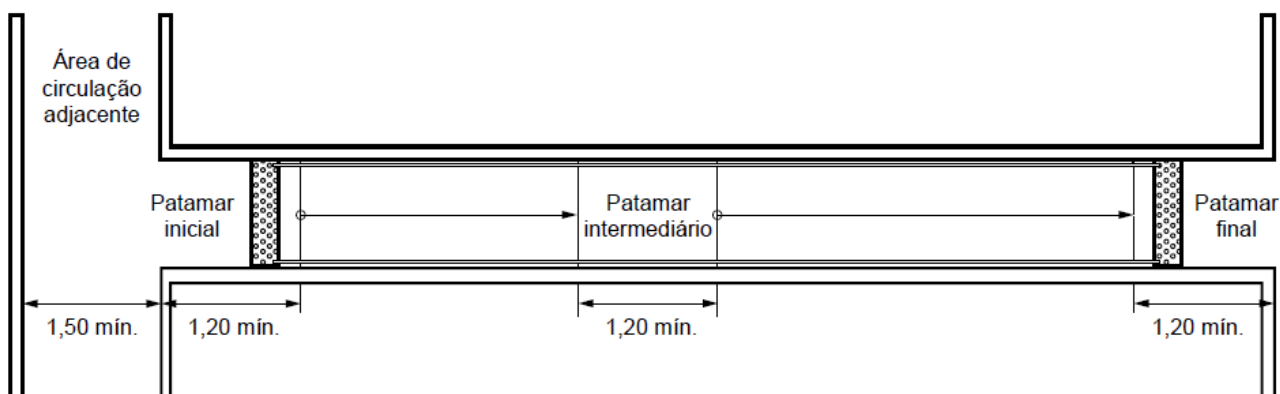 Área de
circulação
adjacente
Patamar
inicial
Patamar
intermediário
Patamar
final
1,50 mín.
1,20 mín.
1,20 mín.
1,20 mín.